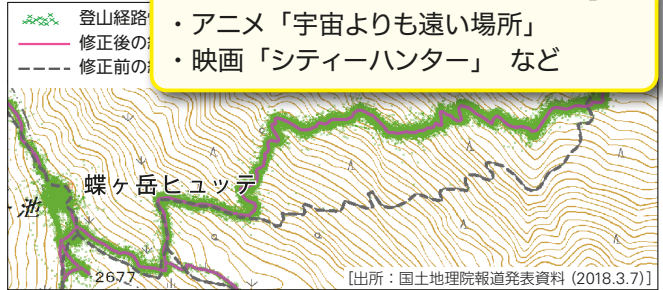 ・アニメ「宇宙よりも遠い場所」
・映画「シティーハンター」 など
登山経路
修正後の
修正前の
蝶ヶ岳ヒュッテ
池
2677
[出所：国土地理院報道発表資料 (2018.3.7)]